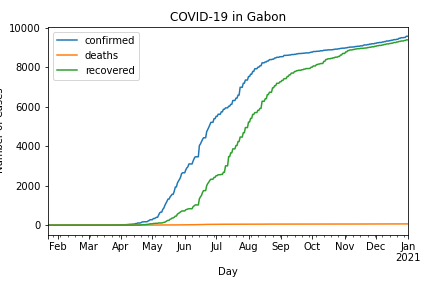 COVID-19 in Gabon
confirmed
deaths
recovered
10000
8000
6000
4000
2000
0
Feb Mar Apr May Jun Jul Aug Sep Oct Nov Dec Jan
2021
Day